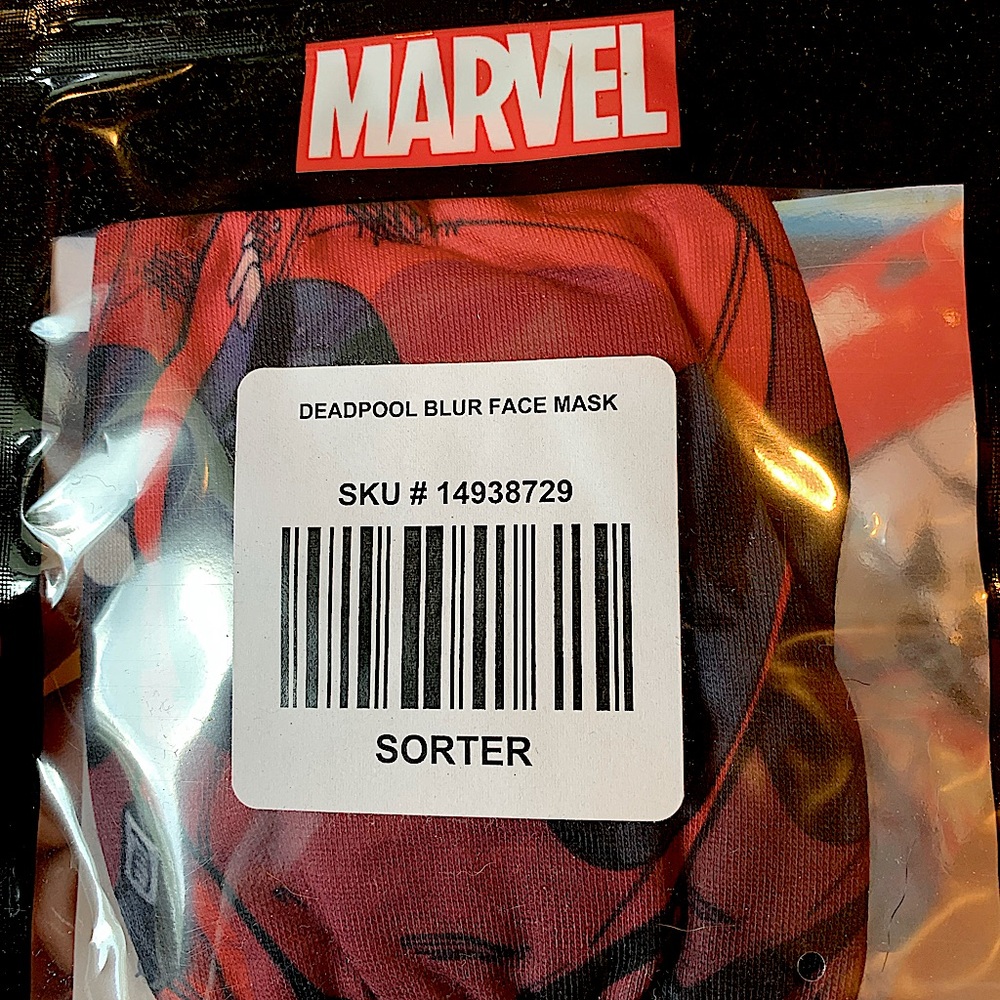 MARVEL
DEADPOOL BLUR FACE MASK
SKU # 14938729
SORTER